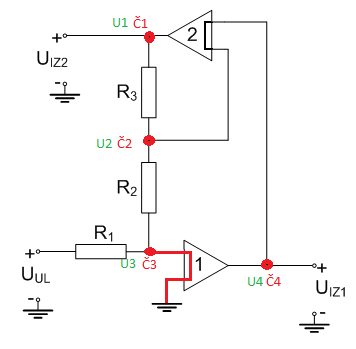 U1 Č1
+
U_IZ2
-
2
R3
U2 Č2
R2
R1
+
U_UL
-
U3 Č3
1
U4 Č4
+
U_IZ1
-